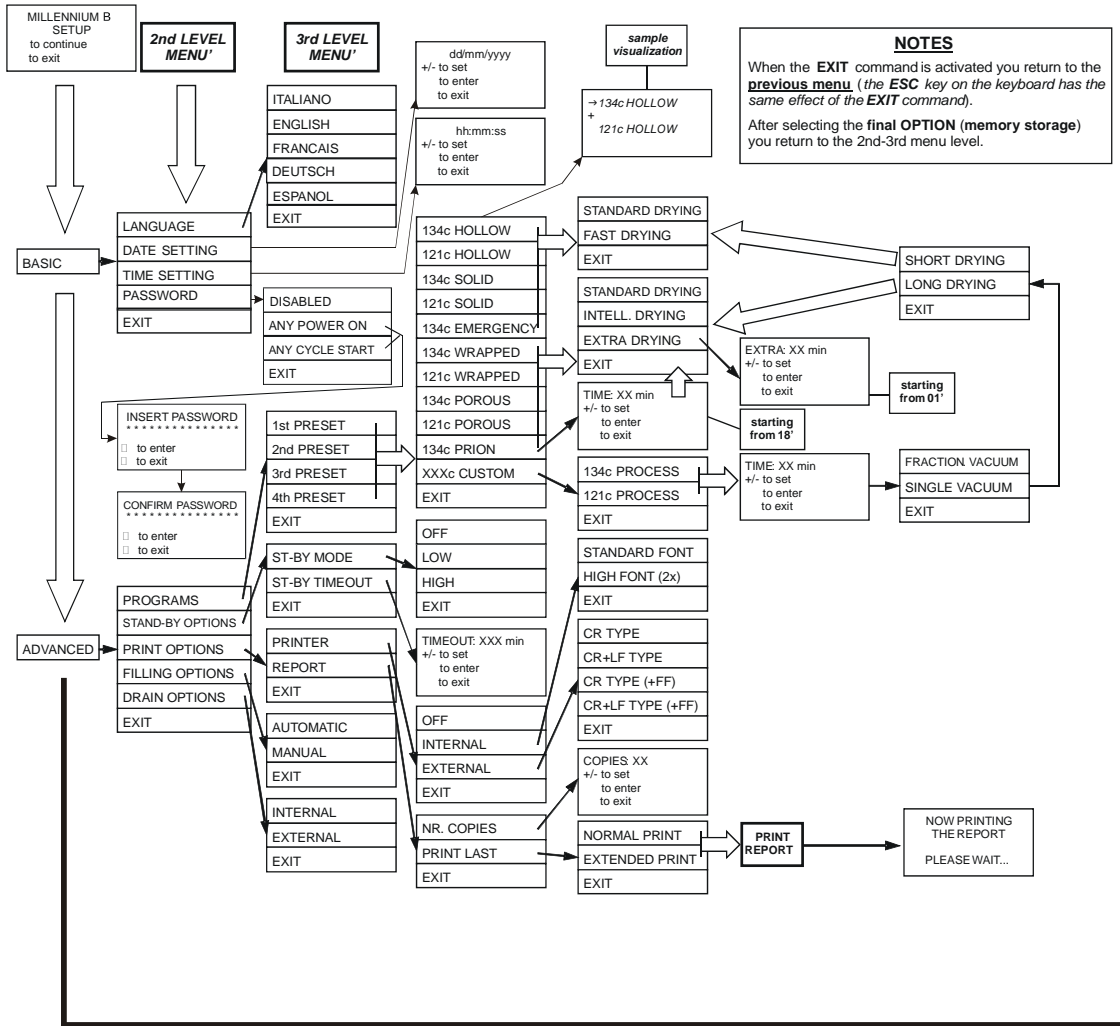 MILLENNIUM B
SETUP
to continue
to exit
2nd LEVEL
MENU'
3rd LEVEL
MENU'
dd/mm/yyyy
+/- to set
to enter
to exit
hh:mm:ss
+/- to set
to enter
to exit
sample
visualization
→134c HOLLOW
+
121c HOLLOW
NOTES
When the EXIT command is activated you return to the
previous menu (the ESC key on the keyboard has the
same effect of the EXIT command).
After selecting the final OPTION (memory storage)
you return to the 2nd-3rd menu level.
ITALIANO
ENGLISH
FRANCAIS
DEUTSCH
ESPANOL
EXIT
BASIC
LANGUAGE
DATE SETTING
TIME SETTING
PASSWORD
EXIT
DISABLED
ANY POWER ON
ANY CYCLE START
EXIT
INSERT PASSWORD
* * * * * * * * * * * * * * *
to enter
to exit
CONFIRM PASSWORD
* * * * * * * * * * * * * * *
to enter
to exit
134c HOLLOW
121c HOLLOW
134c SOLID
121c SOLID
134c EMERGENCY
134c WRAPPED
121c WRAPPED
134c POROUS
121c POROUS
134c PRION
XXXc CUSTOM
EXIT
STANDARD DRYING
FAST DRYING
EXIT
STANDARD DRYING
INTELL. DRYING
EXTRA DRYING
EXIT
SHORT DRYING
LONG DRYING
EXIT
EXTRA: XX min
+/- to set
to enter
to exit
starting
from 01'
TIME: XX min
+/- to set
to enter
to exit
starting
from 18'
134c PROCESS
121c PROCESS
EXIT
TIME: XX min
+/- to set
to enter
to exit
FRACTION. VACUUM
SINGLE VACUUM
EXIT
1st PRESET
2nd PRESET
3rd PRESET
4th PRESET
EXIT
ADVANCED
PROGRAMS
STAND-BY OPTIONS
PRINT OPTIONS
FILLING OPTIONS
DRAIN OPTIONS
EXIT
ST-BY MODE
ST-BY TIMEOUT
EXIT
OFF
LOW
HIGH
EXIT
TIMEOUT: XXX min
+/- to set
to enter
to exit
PRINTER
REPORT
EXIT
AUTOMATIC
MANUAL
EXIT
INTERNAL
EXTERNAL
EXIT
OFF
INTERNAL
EXTERNAL
EXIT
STANDARD FONT
HIGH FONT (2x)
EXIT
CR TYPE
CR+LF TYPE
CR TYPE (+FF)
CR+LF TYPE (+FF)
EXIT
NR. COPIES
PRINT LAST
EXIT
COPIES: XX
+/- to set
to enter
to exit
NORMAL PRINT
EXTENDED PRINT
EXIT
PRINT
REPORT
NOW PRINTING
THE REPORT
PLEASE WAIT...